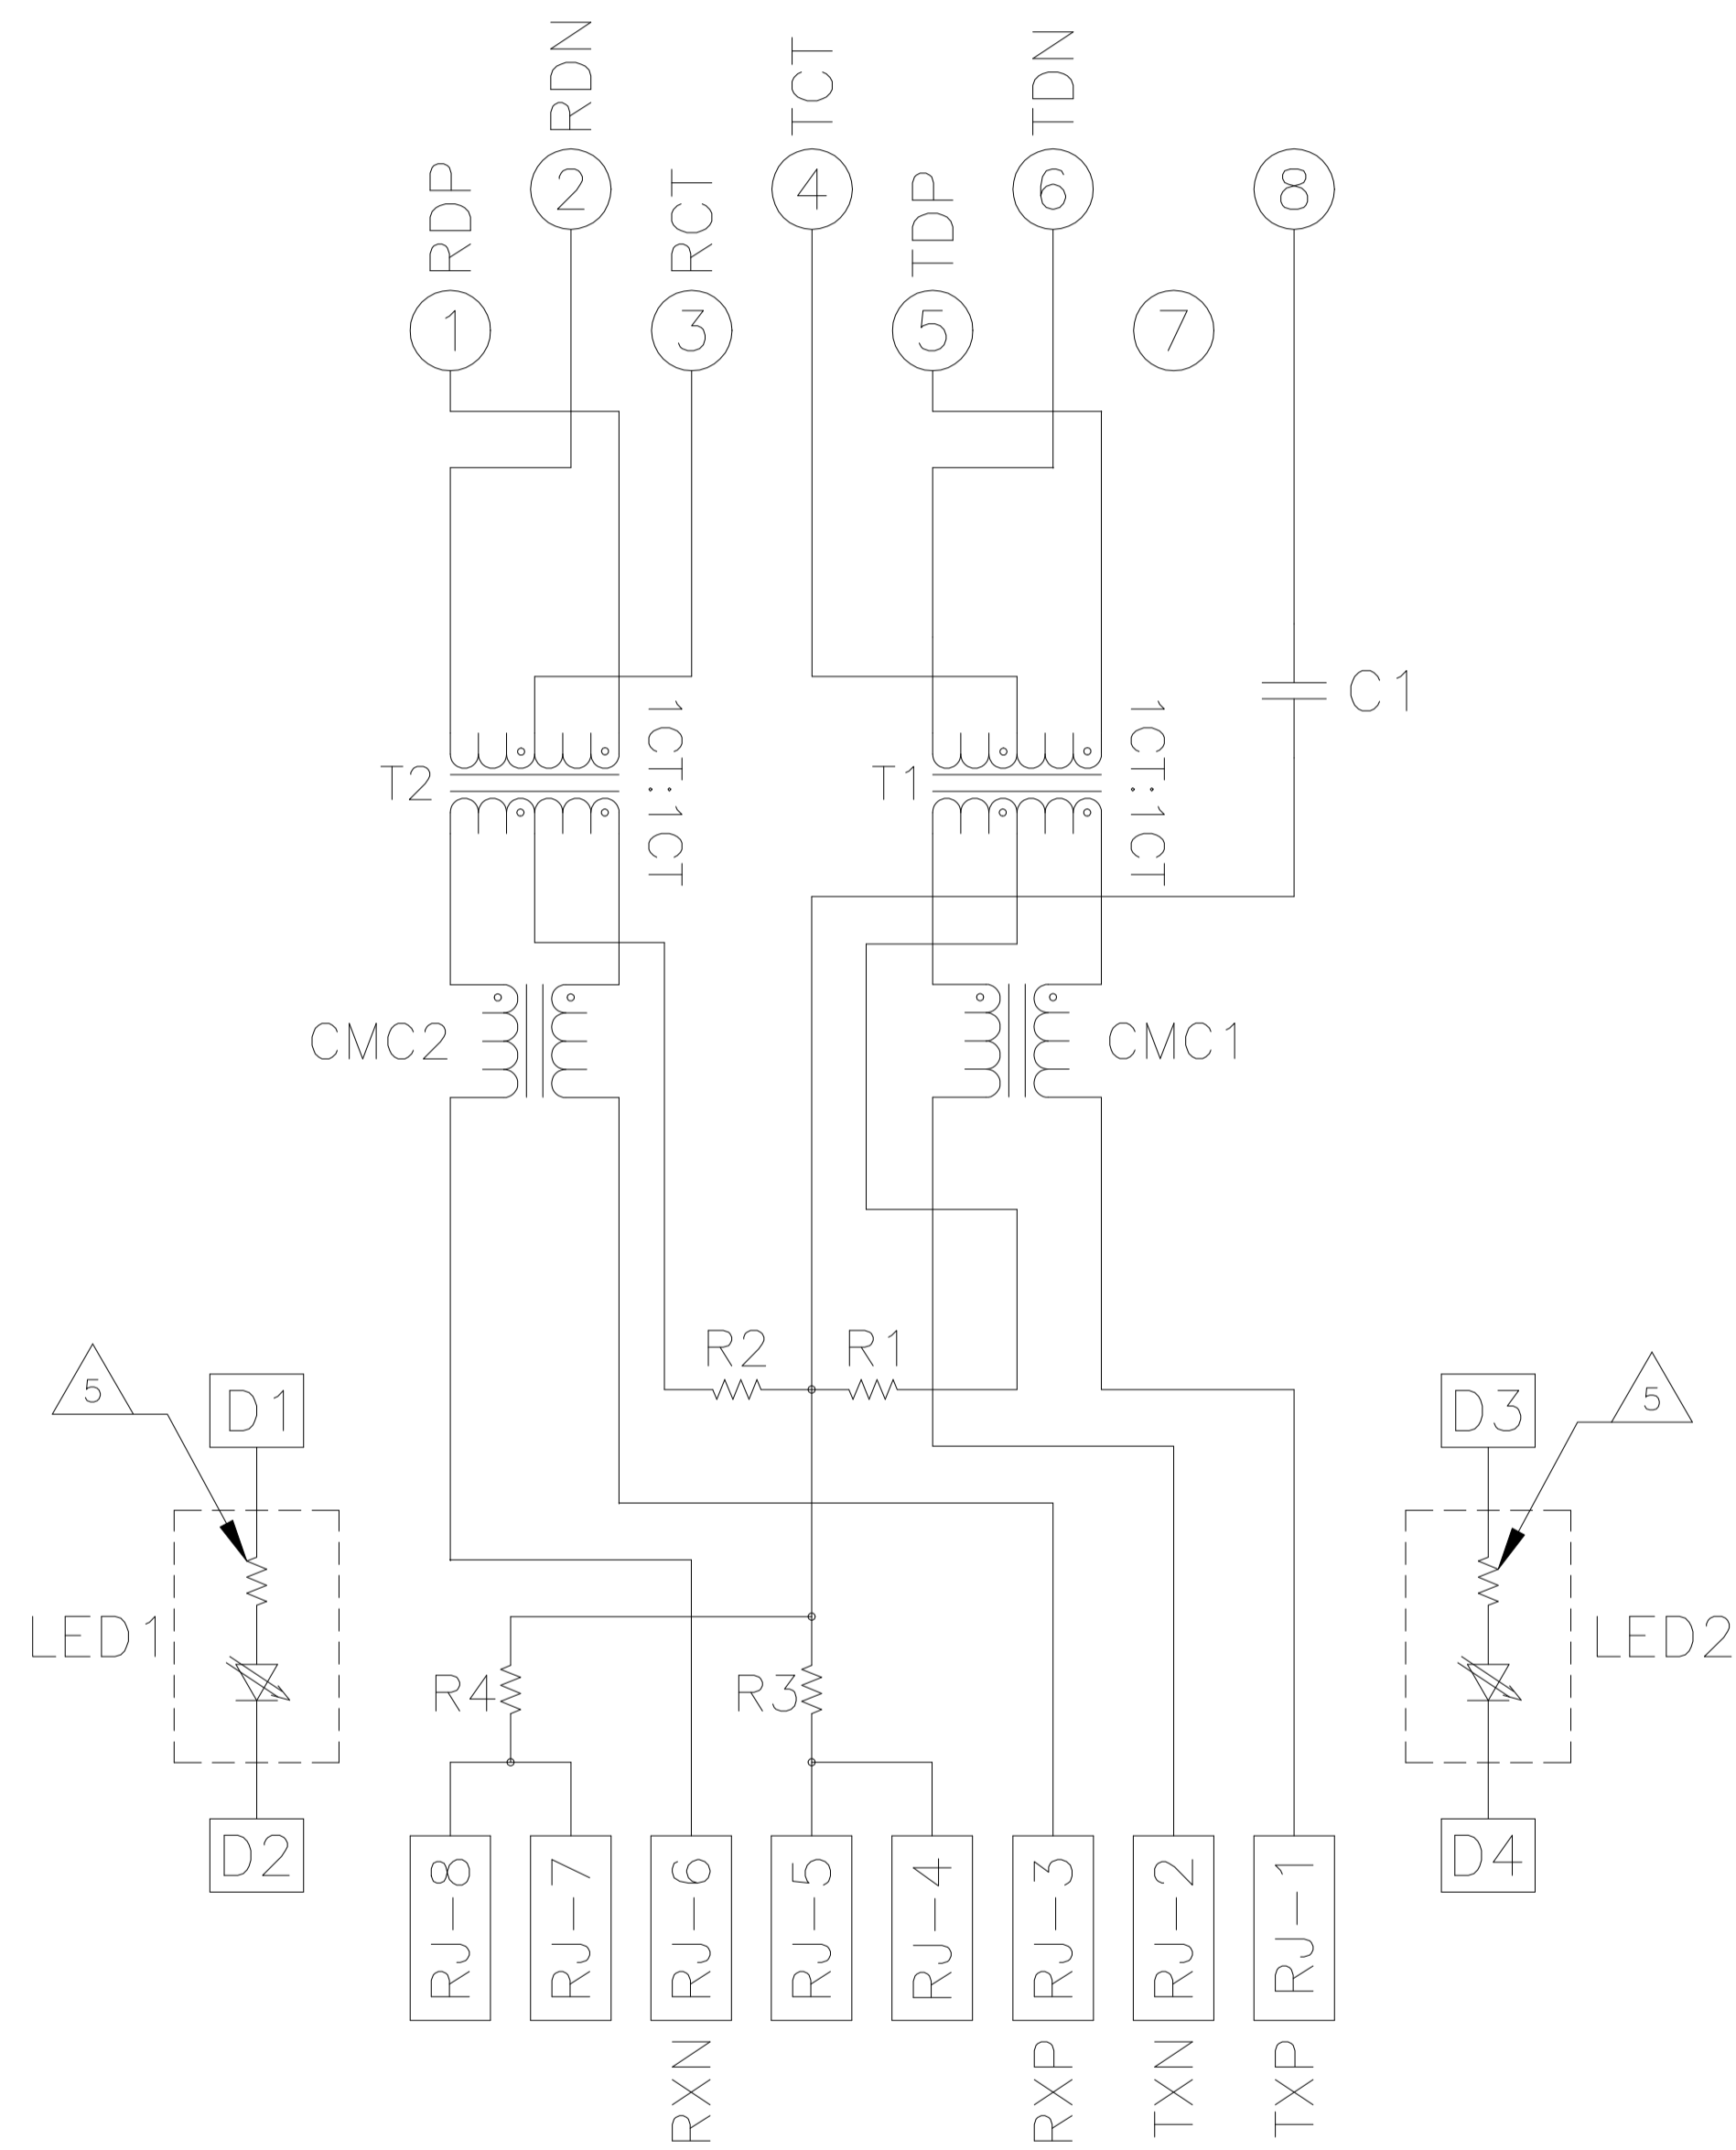 RDN
TCT
TDN
RDP
RCT
TDP
2
4
6
8
1
3
5
7
C1
T2
1CT:1CT
T1
1CT:1CT
CMC2
CMC1
R2
R1
5
D1
D3
5
LED1
LED2
R4
R3
D2
D4
RJ-8
RJ-7
RJ-6
RJ-5
RJ-4
RJ-3
RJ-2
RJ-1
RXN
RXP
TXN
TXP